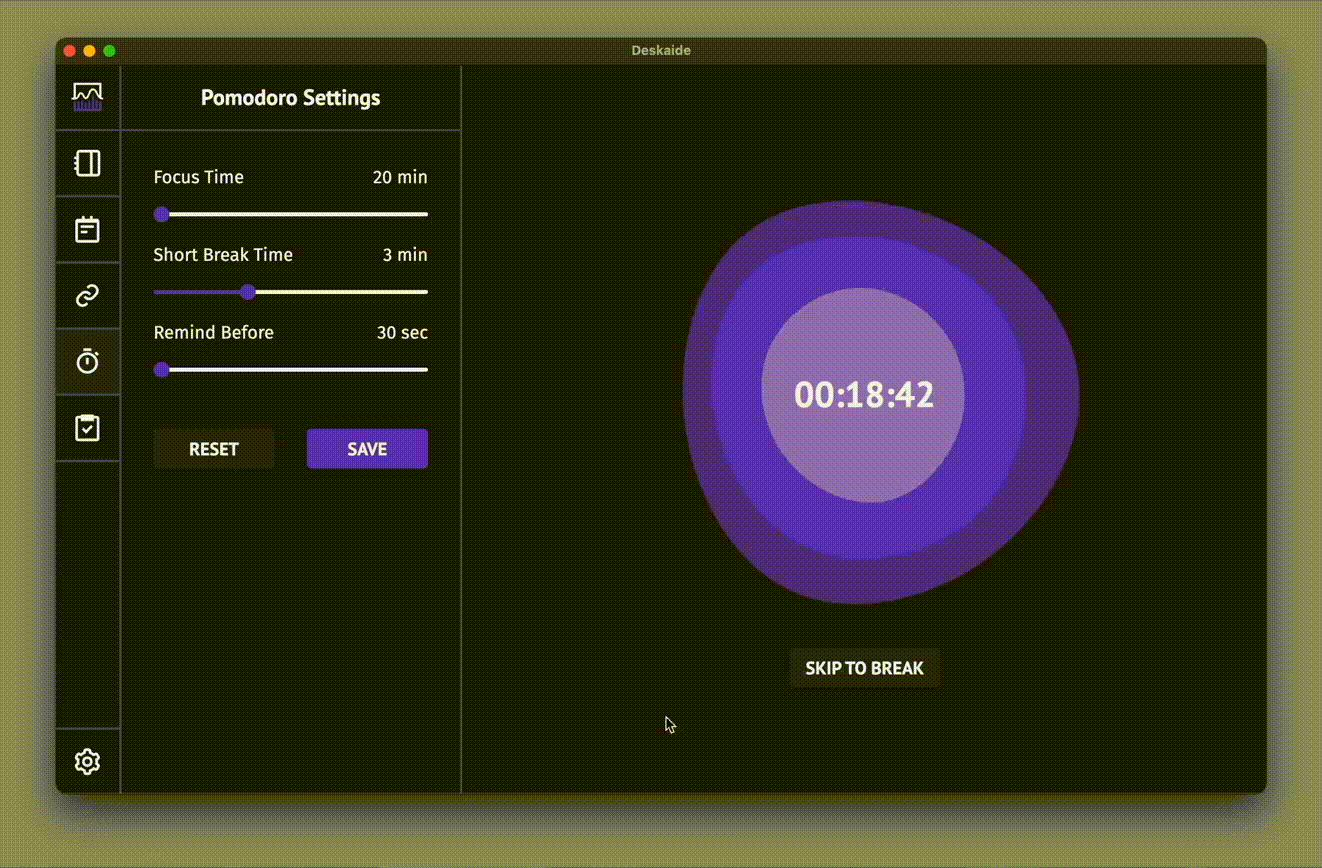 Deskaide
Pomodoro Settings
Focus Time 20 min
Short Break Time 3 min
Remind Before 30 sec
RESET SAVE
00:18:42
SKIP TO BREAK